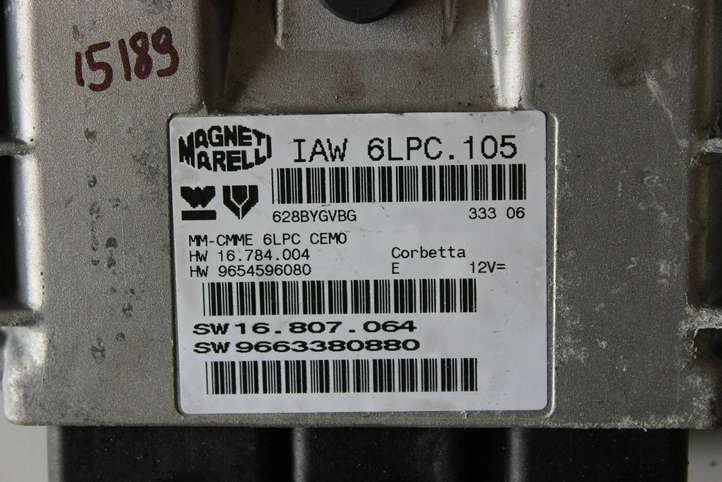 15189
MAGNETI
MARELLI
IAW 6LPC.105
628BYGVBG 333 06
MM-CMME 6LPC CEMO
HW 16.784.004 Corbetta
HW 9654596080 E 12V=
SW 16.807.064
SW 9663380880